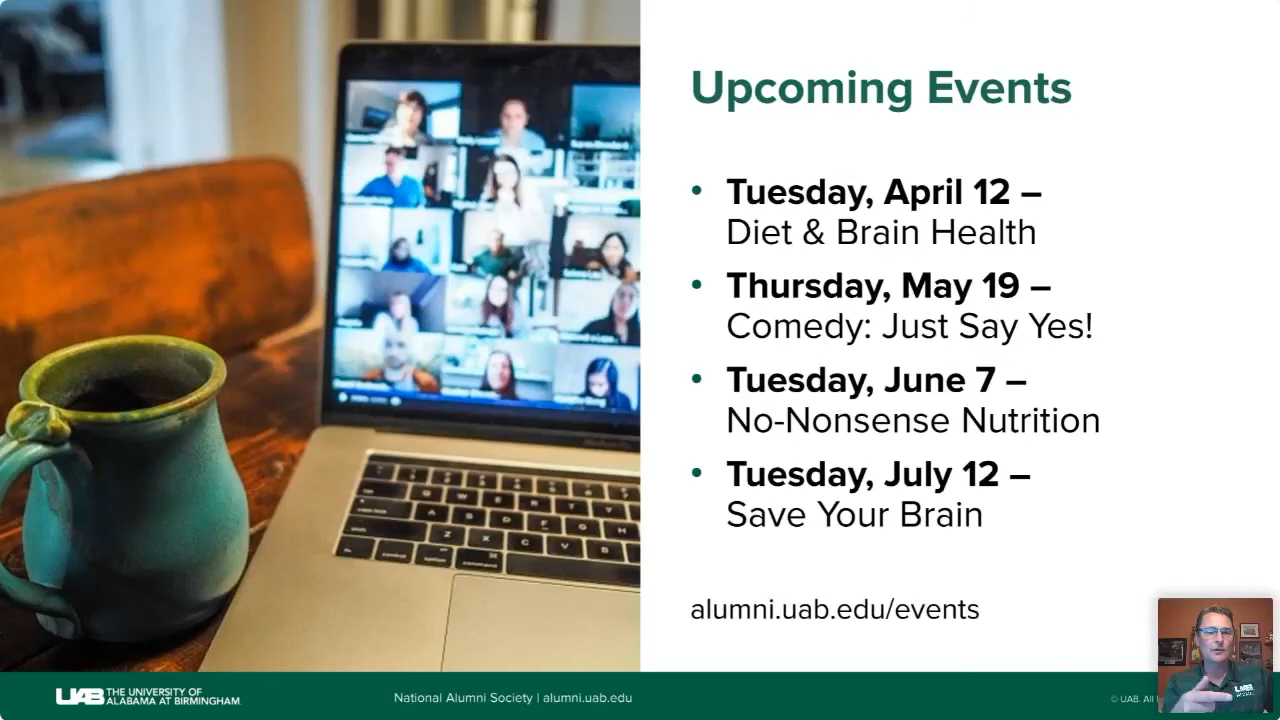 Upcoming Events
• Tuesday, April 12 –
Diet & Brain Health
• Thursday, May 19 –
Comedy: Just Say Yes!
• Tuesday, June 7 –
No-Nonsense Nutrition
• Tuesday, July 12 –
Save Your Brain
alumni.uab.edu/events
UAB THE UNIVERSITY OF
ALABAMA AT BIRMINGHAM
National Alumni Society | alumni.uab.edu
© UAB. All